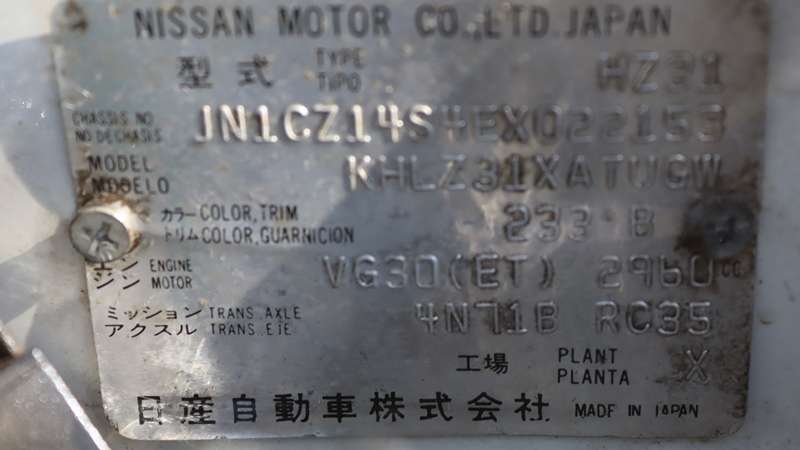 NISSAN MOTOR CO.,LTD.JAPAN
型式 TYPE TIPO HZ31
CHASSIS NO NO DE CHASIS JN1CZ14S4EX022153
MODEL MODELO KHLZ31XATUGW
カラー COLOR,TRIM 233 B
トリム COLOR,GUARNICION
エンジン ENGINE MOTOR VG30(ET) 2960cc
ミッション TRANS. AXLE 4N71B RC35
アクスル TRANS. EJE
工場 PLANT PLANTA X
日産自動車株式会社 MADE IN JAPAN